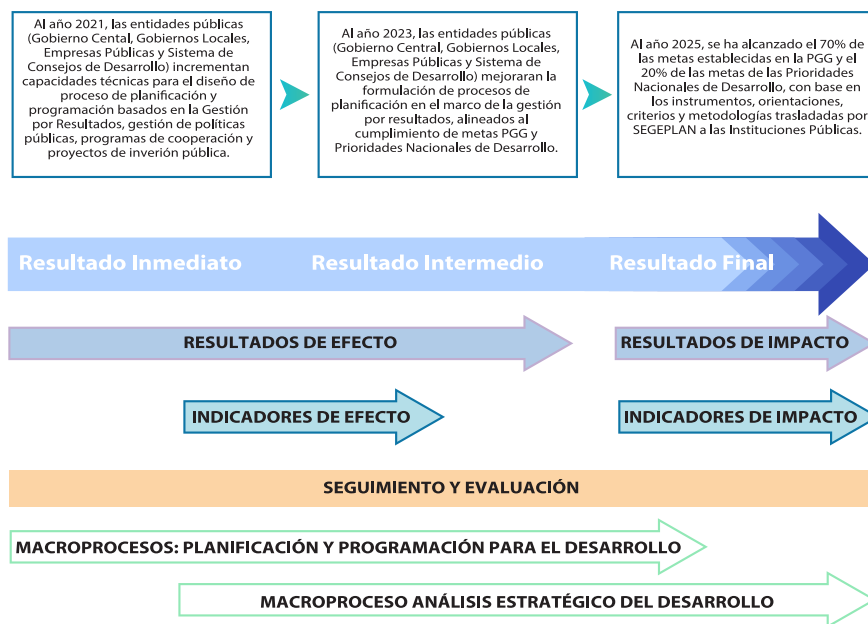 Al año 2021, las entidades públicas
(Gobierno Cental, Gobiernos Locales,
Empresas Públicas y Sistema de
Consejos de Desarrollo) incrementan
capacidades técnicas para el diseño de
proceso de planificación y
programación basados en la Gestión
por Resultados, gestión de políticas
públicas, programas de cooperación y
proyectos de inverión pública.
Al año 2023, las entidades públicas
(Gobierno Central, Gobiernos Locales,
Empresas Públicas y Sistema de
Consejos de Desarrollo) mejoraran la
formulación de procesos de
planificación en el marco de la gestión
por resultados, alineados al
cumplimiento de metas PGG y
Prioridades Nacionales de Desarrollo.
Al año 2025, se ha alcanzado el 70% de
las metas establecidas en la PGG y el
20% de las metas de las Prioridades
Nacionales de Desarrollo, con base en
los instrumentos, orientaciones,
criterios y metodologías trasladadas por
SEGEPLAN a las Instituciones Públicas.
Resultado Inmediato
Resultado Intermedio
Resultado Final
RESULTADOS DE EFECTO
RESULTADOS DE IMPACTO
INDICADORES DE EFECTO
INDICADORES DE IMPACTO
SEGUIMIENTO Y EVALUACIÓN
MACROPROCESOS: PLANIFICACIÓN Y PROGRAMACIÓN PARA EL DESARROLLO
MACROPROCESO ANÁLISIS ESTRATÉGICO DEL DESARROLLO